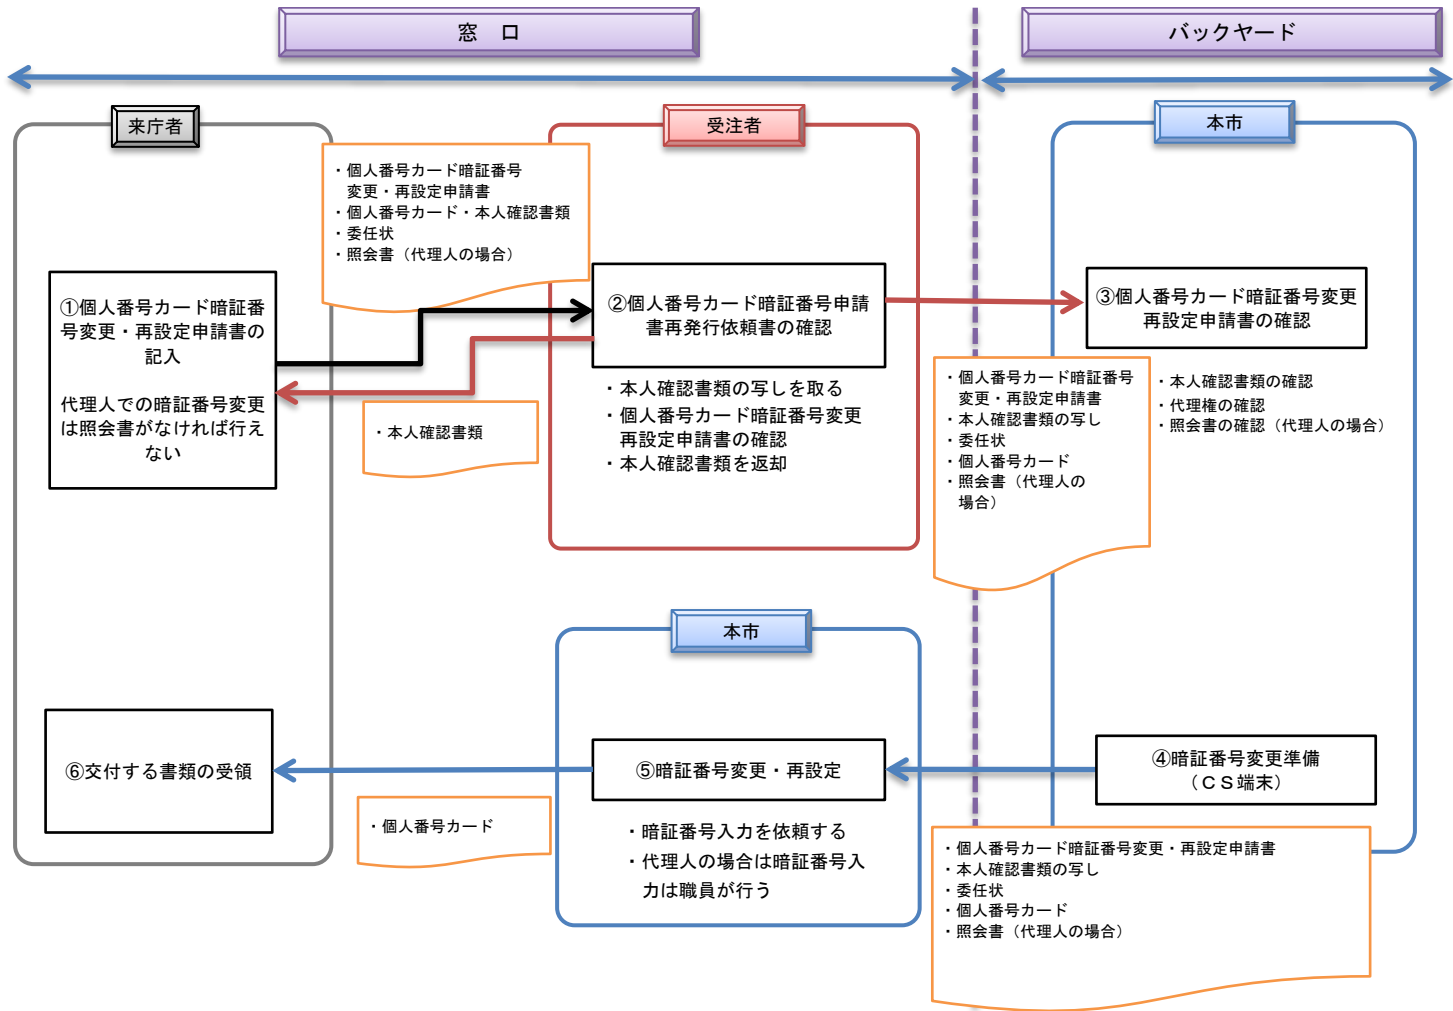 窓　口
バックヤード
来庁者
受注者
本市
・個人番号カード暗証番号
変更・再設定申請書
・個人番号カード・本人確認書類
・委任状
・照会書（代理人の場合）
①個人番号カード暗証番
号変更・再設定申請書の
記入
代理人での暗証番号変更
は照会書がなければ行え
ない
②個人番号カード暗証番号申請
書再発行依頼書の確認
・本人確認書類の写しを取る
・個人番号カード暗証番号変更
再設定申請書の確認
・本人確認書類を返却
・本人確認書類
③個人番号カード暗証番号変更
再設定申請書の確認
・本人確認書類の確認
・代理権の確認
・照会書の確認（代理人の場合）
・個人番号カード暗証番号
変更・再設定申請書
・本人確認書類の写し
・委任状
・個人番号カード
・照会書（代理人の
場合）
本市
⑥交付する書類の受領
⑤暗証番号変更・再設定
④暗証番号変更準備
（ＣＳ端末）
・個人番号カード
・暗証番号入力を依頼する
・代理人の場合は暗証番号入
力は職員が行う
・個人番号カード暗証番号変更・再設定申請書
・本人確認書類の写し
・委任状
・個人番号カード
・照会書（代理人の場合）